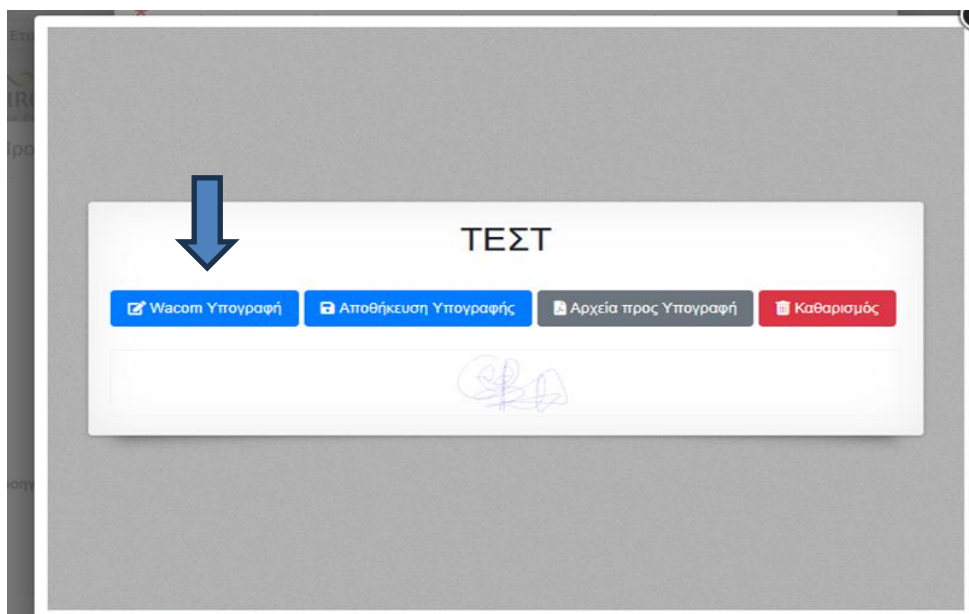 ΤΕΣΤ
Wacom Υπογραφή
Αποθήκευση Υπογραφής
Αρχεία προς Υπογραφή
Καθαρισμός